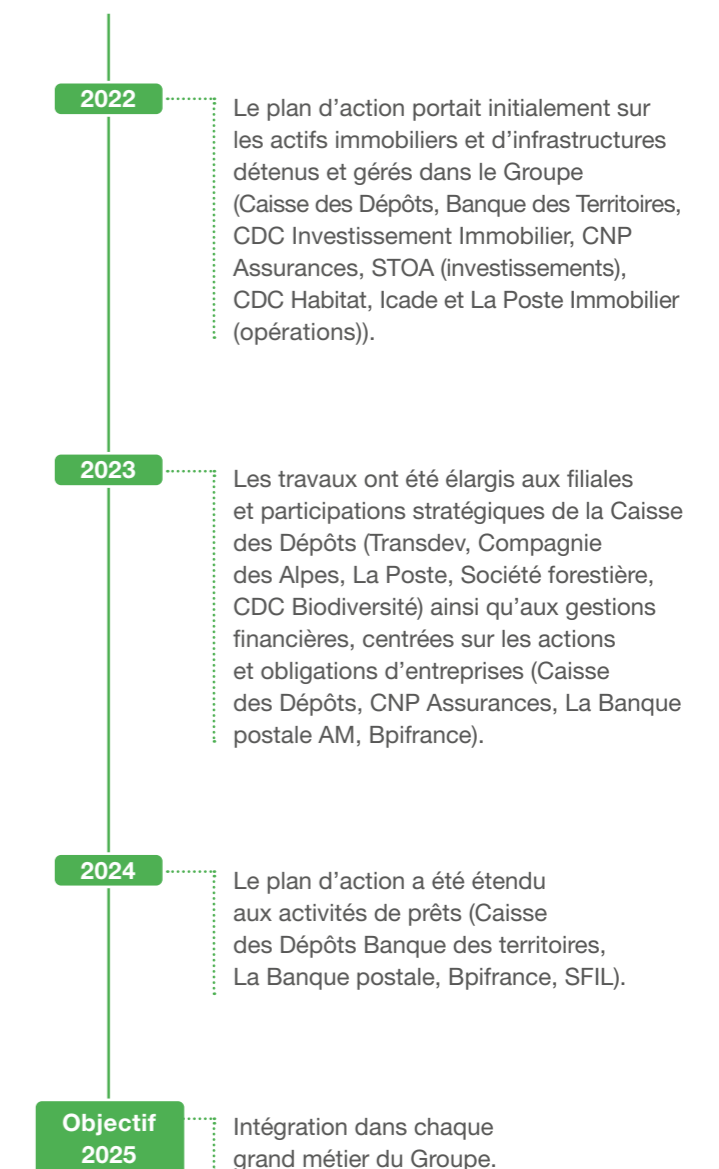 2022
Le plan d’action portait initialement sur
les actifs immobiliers et d’infrastructures
détenus et gérés dans le Groupe
(Caisse des Dépôts, Banque des Territoires,
CDC Investissement Immobilier, CNP
Assurances, STOA (investissements),
CDC Habitat, Icade et La Poste Immobilier
(opérations)).
2023
Les travaux ont été élargis aux filiales
et participations stratégiques de la Caisse
des Dépôts (Transdev, Compagnie
des Alpes, La Poste, Société forestière,
CDC Biodiversité) ainsi qu’aux gestions
financières, centrées sur les actions
et obligations d’entreprises (Caisse
des Dépôts, CNP Assurances, La Banque
postale AM, Bpifrance).
2024
Le plan d’action a été étendu
aux activités de prêts (Caisse
des Dépôts Banque des territoires,
La Banque postale, Bpifrance, SFIL).
Objectif
2025
Intégration dans chaque
grand métier du Groupe.